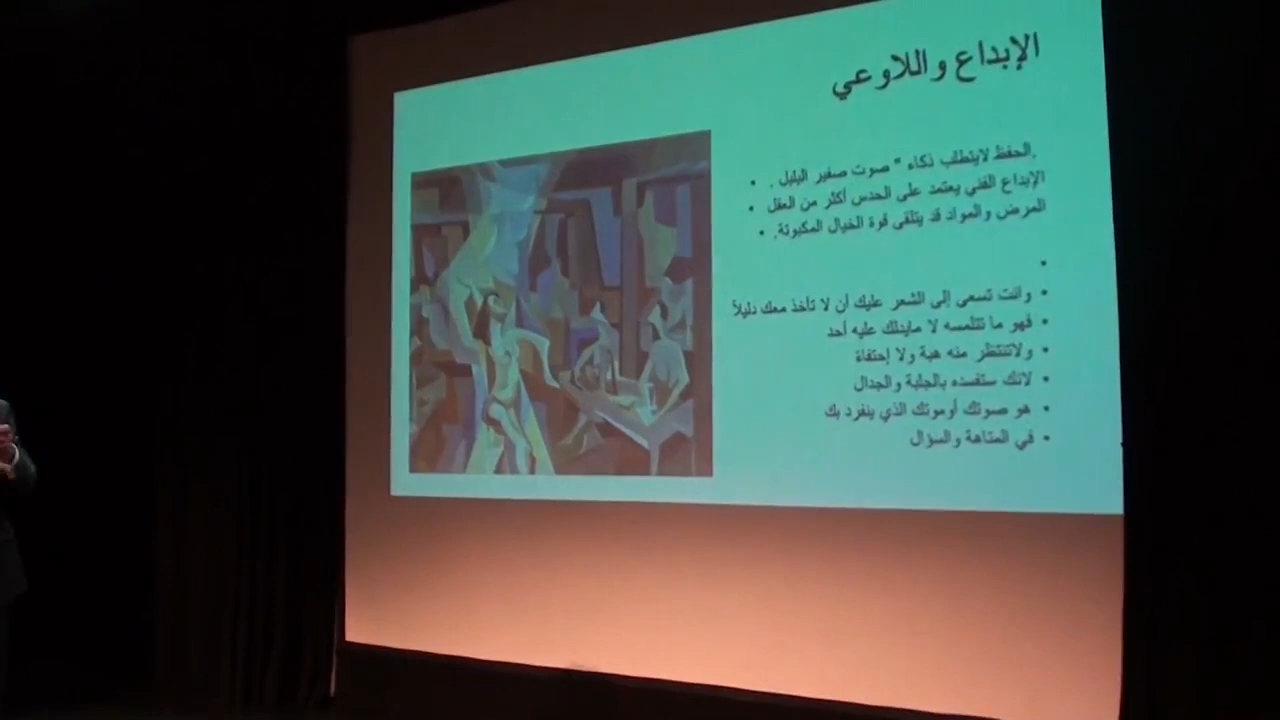 الإبداع واللاوعي
.الحفظ لايتطلب ذكاء " صوت صفير البلبل .
الإبداع الفني يعتمد على الحدس أكثر من العقل
المرض والمواد قد يتلقى قوة الخيال المكبوتة.
وانت تسعى إلى الشعر عليك أن لا تأخذ معك دليلاً
فهو ما تتلمسه لا مايدلك عليه أحد
ولاتنتظر منه هبة ولا إحتفاة
لانك ستفسده بالجلبة والجدال
هو صوتك أوموتك الذي ينفرد بك
في المتاهة والسؤال